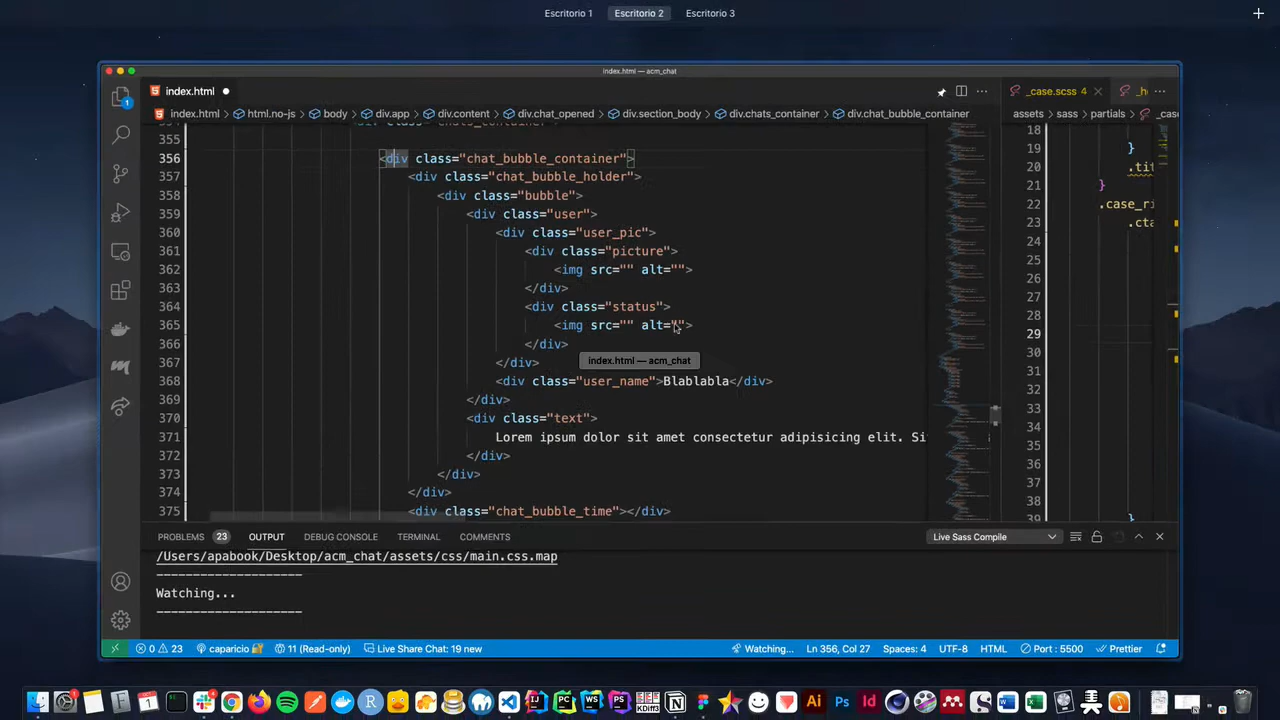 Escritorio 1 Escritorio 2 Escritorio 3
index.html — acm_chat
index.html
_case.scss 4
index.html > html.no-js > body > div.app > div.content > div.chat_opened > div.section_body > div.chats_container > div.chat_bubble_container
assets > sass > partials >
355
356 <div class="chat_bubble_container">
357 <div class="chat_bubble_holder">
358 <div class="bubble">
359 <div class="user">
360 <div class="user_pic">
361 <div class="picture">
362 <img src="" alt="">
363 </div>
364 <div class="status">
365 <img src="" alt="">
366 </div>
index.html — acm_chat
367 </div>
368 <div class="user_name">Blablabla</div>
369 </div>
370 <div class="text">
371 Lorem ipsum dolor sit amet consectetur adipisicing elit. Si
372 </div>
373 </div>
374 </div>
375 <div class="chat_bubble_time"></div>
18
19 }
20 .tit
21 }
22 .case_ri
23 .cta
24
25
26
27
28
29
30
31
32
33
34
35
36
37
38 }
39
PROBLEMS 23 OUTPUT DEBUG CONSOLE TERMINAL COMMENTS
Live Sass Compile
/Users/apabook/Desktop/acm_chat/assets/css/main.css.map
--------------------
Watching...
--------------------
0 23 caparicio 11 (Read-only) Live Share Chat: 19 new Watching... Ln 356, Col 27 Spaces: 4 UTF-8 HTML Port : 5500 Prettier